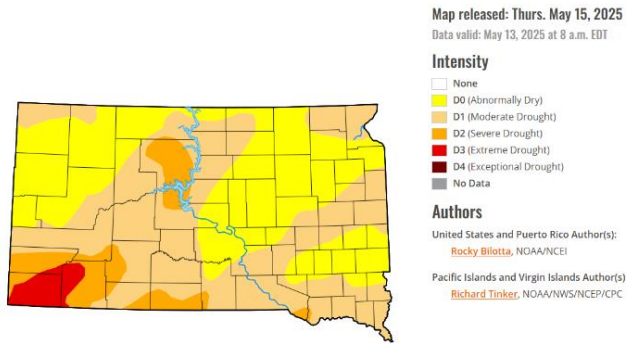 Map released: Thurs. May 15, 2025
Data valid: May 13, 2025 at 8 a.m. EDT
Intensity
None
D0 (Abnormally Dry)
D1 (Moderate Drought)
D2 (Severe Drought)
D3 (Extreme Drought)
D4 (Exceptional Drought)
No Data
Authors
United States and Puerto Rico Author(s):
Rocky Bilotta, NOAA/NCEI
Pacific Islands and Virgin Islands Author(s)
Richard Tinker, NOAA/NWS/NCEP/CPC